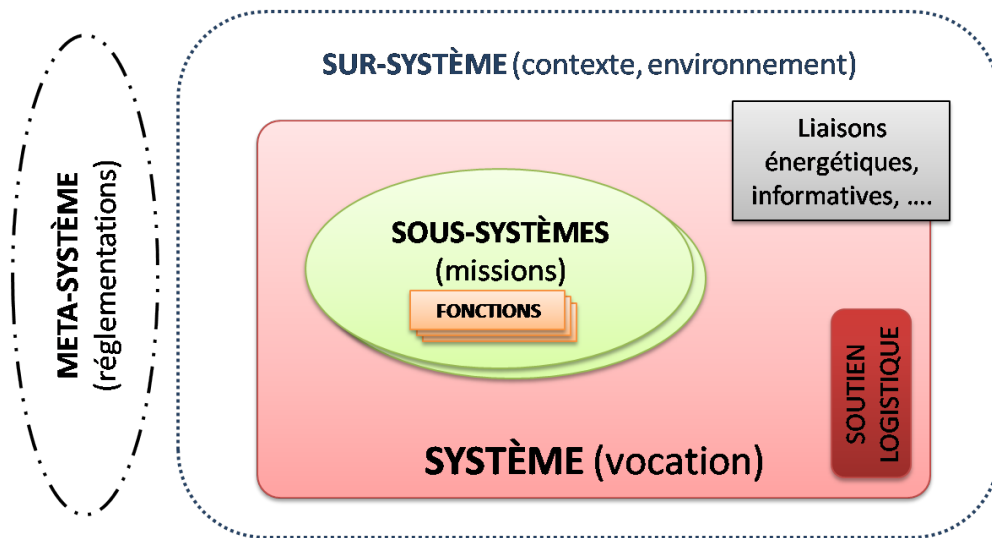 META-SYSTÈME
(réglementations)
SUR-SYSTÈME (contexte, environnement)
Liaisons
énergétiques,
informatives, ....
SOUS-SYSTÈMES
(missions)
FONCTIONS
SOUTIEN
LOGISTIQUE
SYSTÈME (vocation)